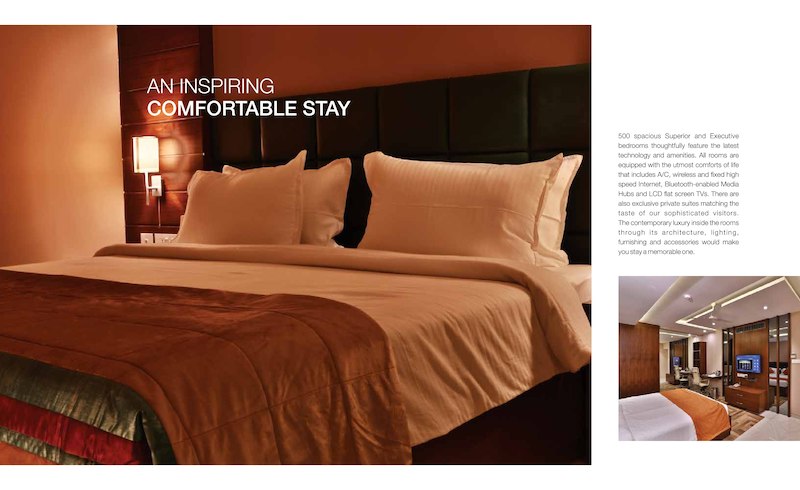 AN INSPIRING
COMFORTABLE STAY
500 spacious Superior and Executive
bedrooms thoughtfully feature the latest
technology and amenities. All rooms are
equipped with the utmost comforts of life
that includes A/C, wireless and fixed high
speed Internet, Bluetooth-enabled Media
Hubs and LCD flat screen TVs. There are
also exclusive private suites matching the
taste of our sophisticated visitors.
The contemporary luxury inside the rooms
through its architecture, lighting,
furnishing and accessories would make
you stay a memorable one.